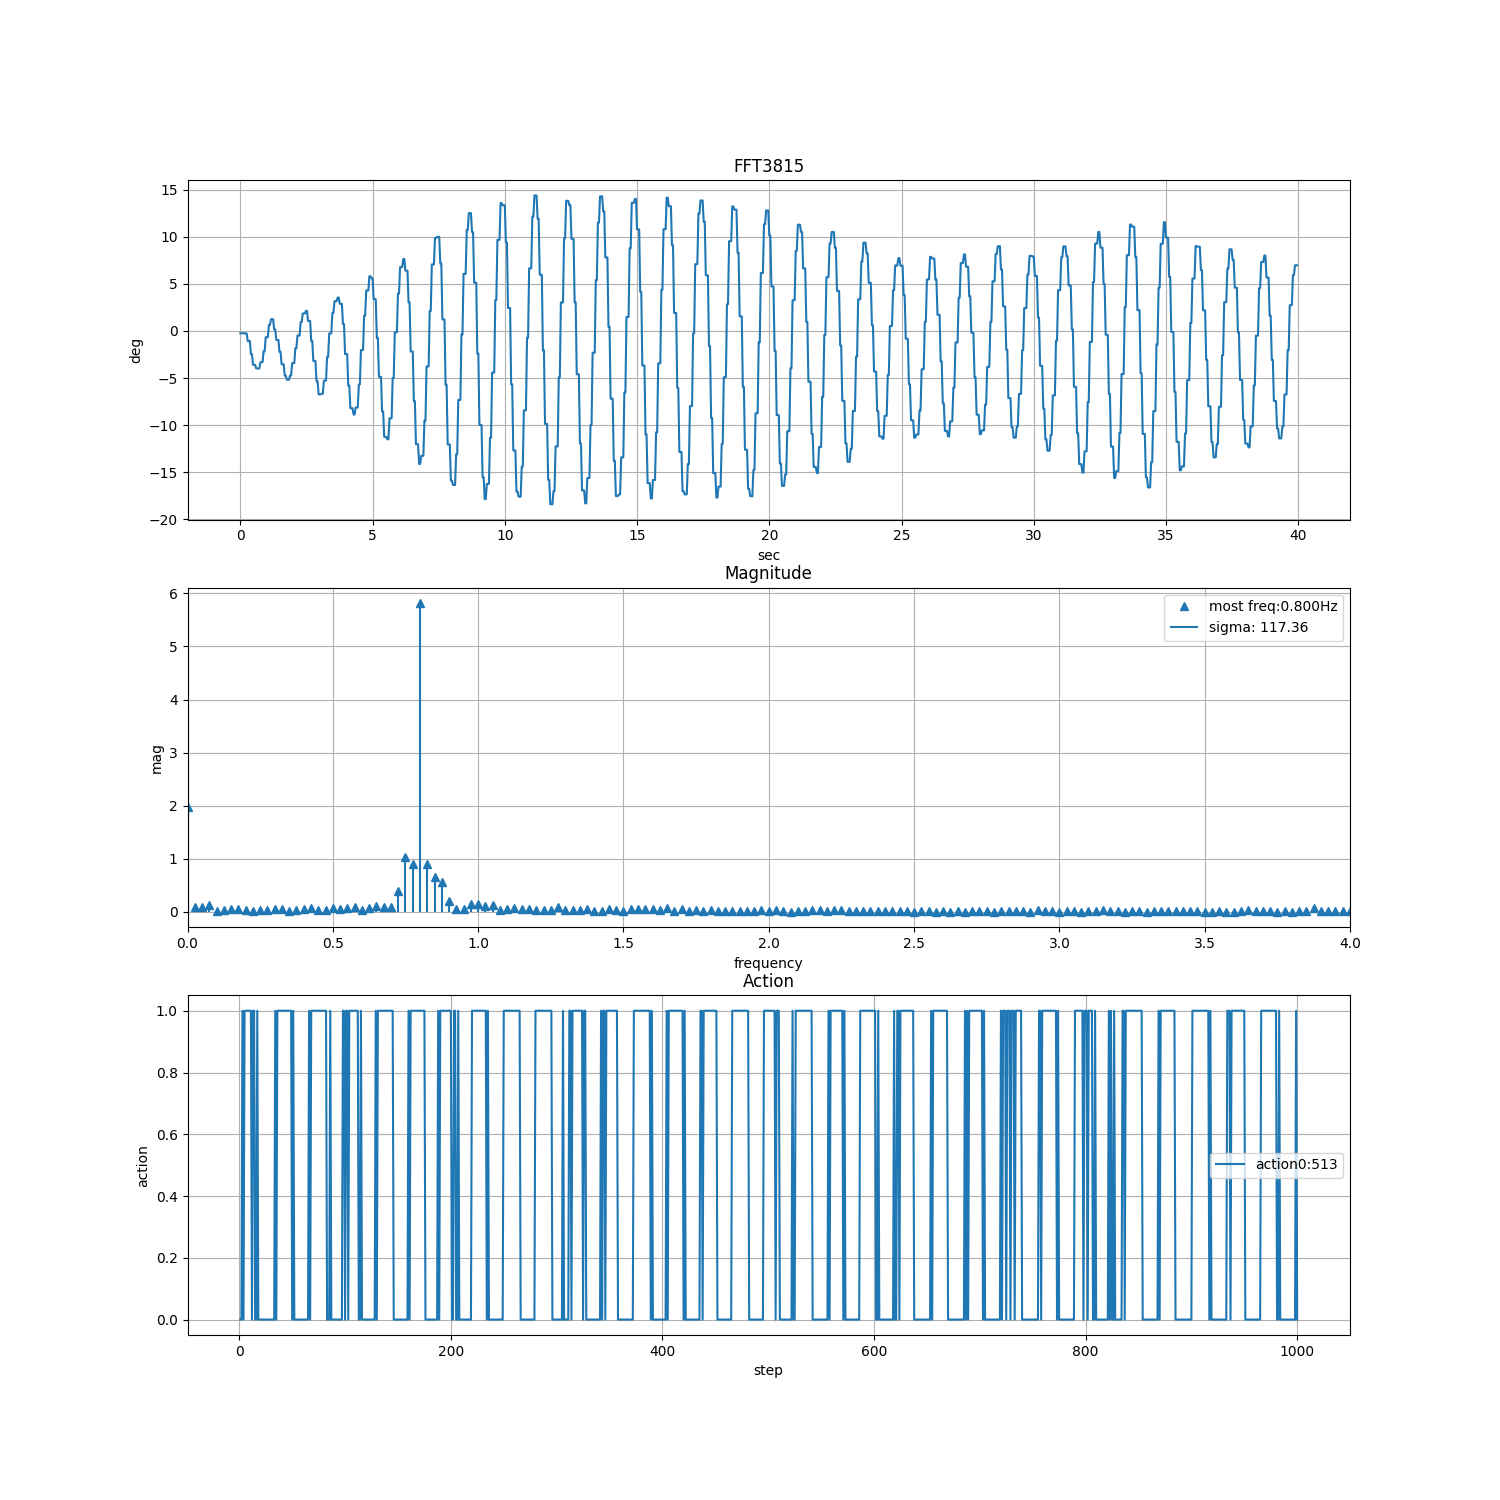 FFT3815
15
10
5
0
−5
−10
−15
−20
deg
0 5 10 15 20 25 30 35 40
sec
Magnitude
6
5
4
3
2
1
0
mag
most freq:0.800Hz
sigma: 117.36
0.0 0.5 1.0 1.5 2.0 2.5 3.0 3.5 4.0
frequency
Action
1.0
0.8
0.6
0.4
0.2
0.0
action
action0:513
0 200 400 600 800 1000
step